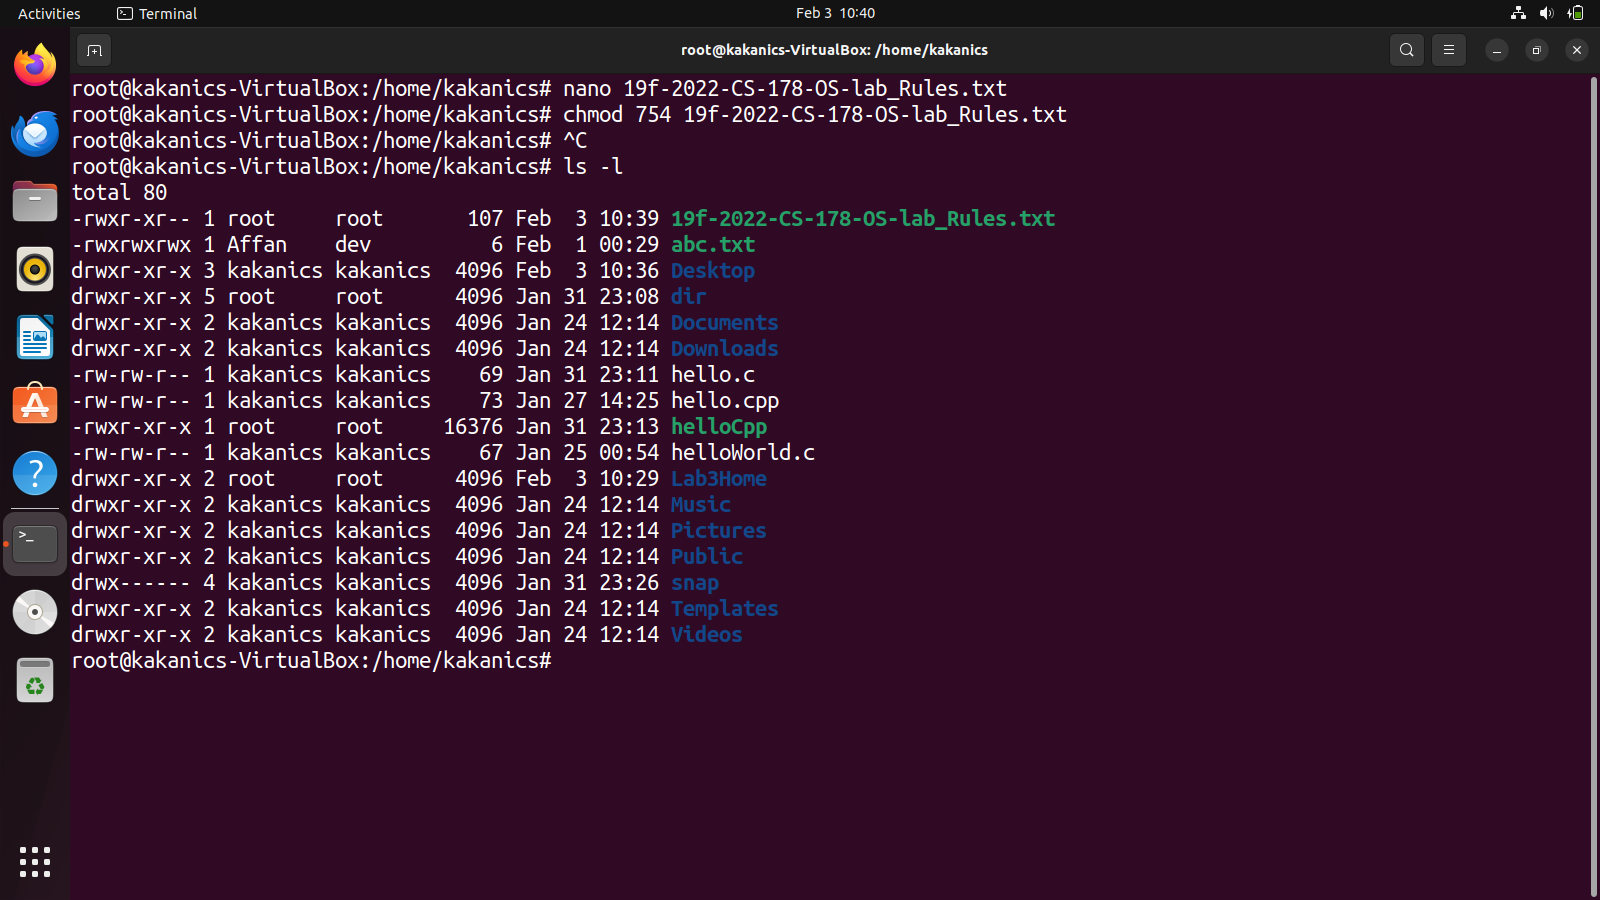 Activities Terminal Feb 3 10:40
root@kakanics-VirtualBox: /home/kakanics
root@kakanics-VirtualBox:/home/kakanics# nano 19f-2022-CS-178-OS-lab_Rules.txt
root@kakanics-VirtualBox:/home/kakanics# chmod 754 19f-2022-CS-178-OS-lab_Rules.txt
root@kakanics-VirtualBox:/home/kakanics# ^C
root@kakanics-VirtualBox:/home/kakanics# ls -l
total 80
-rwxr-xr-- 1 root     root       107 Feb  3 10:39 19f-2022-CS-178-OS-lab_Rules.txt
-rwxrwxrwx 1 Affan    dev          6 Feb  1 00:29 abc.txt
drwxr-xr-x 3 kakanics kakanics  4096 Feb  3 10:36 Desktop
drwxr-xr-x 5 root     root      4096 Jan 31 23:08 dir
drwxr-xr-x 2 kakanics kakanics  4096 Jan 24 12:14 Documents
drwxr-xr-x 2 kakanics kakanics  4096 Jan 24 12:14 Downloads
-rw-rw-r-- 1 kakanics kakanics    69 Jan 31 23:11 hello.c
-rw-rw-r-- 1 kakanics kakanics    73 Jan 27 14:25 hello.cpp
-rwxr-xr-x 1 root     root     16376 Jan 31 23:13 helloCpp
-rw-rw-r-- 1 kakanics kakanics    67 Jan 25 00:54 helloWorld.c
drwxr-xr-x 2 root     root      4096 Feb  3 10:29 Lab3Home
drwxr-xr-x 2 kakanics kakanics  4096 Jan 24 12:14 Music
drwxr-xr-x 2 kakanics kakanics  4096 Jan 24 12:14 Pictures
drwxr-xr-x 2 kakanics kakanics  4096 Jan 24 12:14 Public
drwx------ 4 kakanics kakanics  4096 Jan 31 23:26 snap
drwxr-xr-x 2 kakanics kakanics  4096 Jan 24 12:14 Templates
drwxr-xr-x 2 kakanics kakanics  4096 Jan 24 12:14 Videos
root@kakanics-VirtualBox:/home/kakanics#